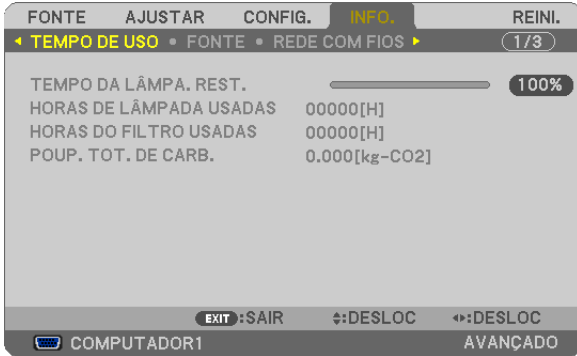 FONTE AJUSTAR CONFIG. INFO. REINI.
TEMPO DE USO • FONTE • REDE COM FIOS 1/3
TEMPO DA LÂMPA. REST. 100%
HORAS DE LÂMPADA USADAS 00000[H]
HORAS DO FILTRO USADAS 00000[H]
POUP. TOT. DE CARB. 0.000[kg-CO2]
EXIT :SAIR :DESLOC :DESLOC
COMPUTADOR1 AVANÇADO